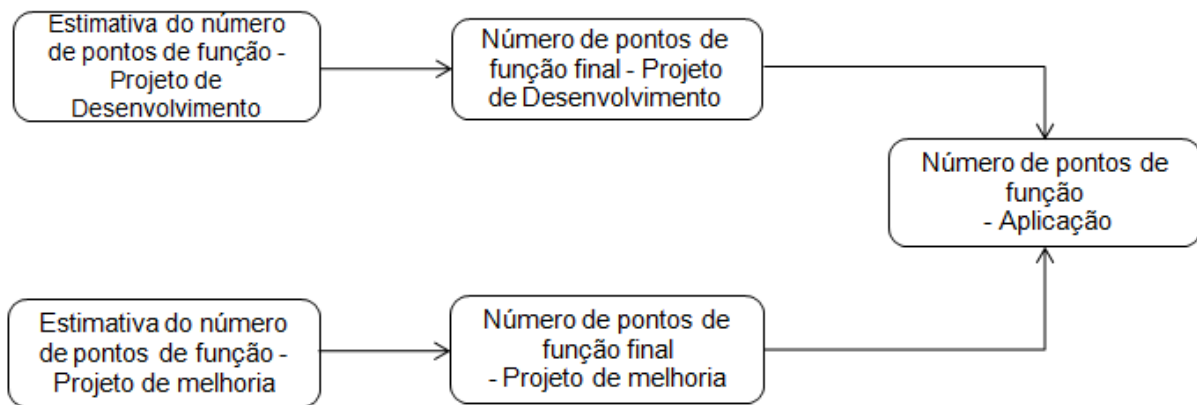 Estimativa do número
de pontos de função -
Projeto de
Desenvolvimento
Número de pontos de
função final - Projeto
de Desenvolvimento
Número de pontos de
função
- Aplicação
Estimativa do número
de pontos de função -
Projeto de melhoria
Número de pontos de
função final
- Projeto de melhoria